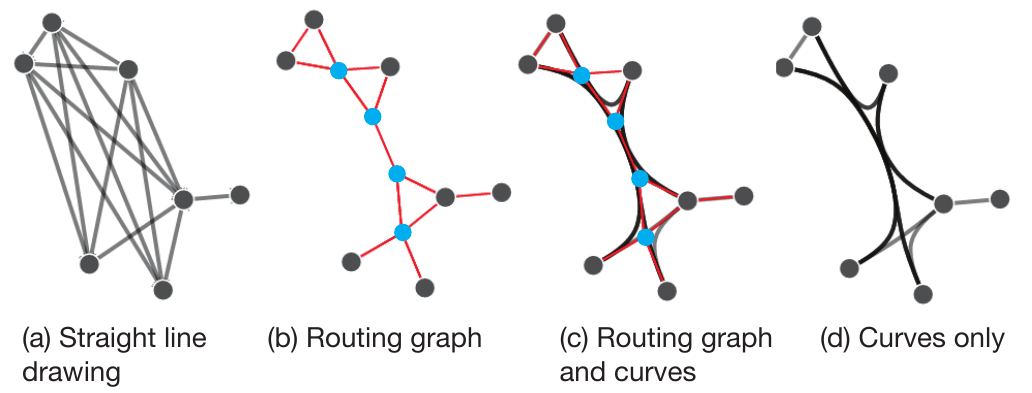 (a) Straight line
drawing
(b) Routing graph
(c) Routing graph
and curves
(d) Curves only